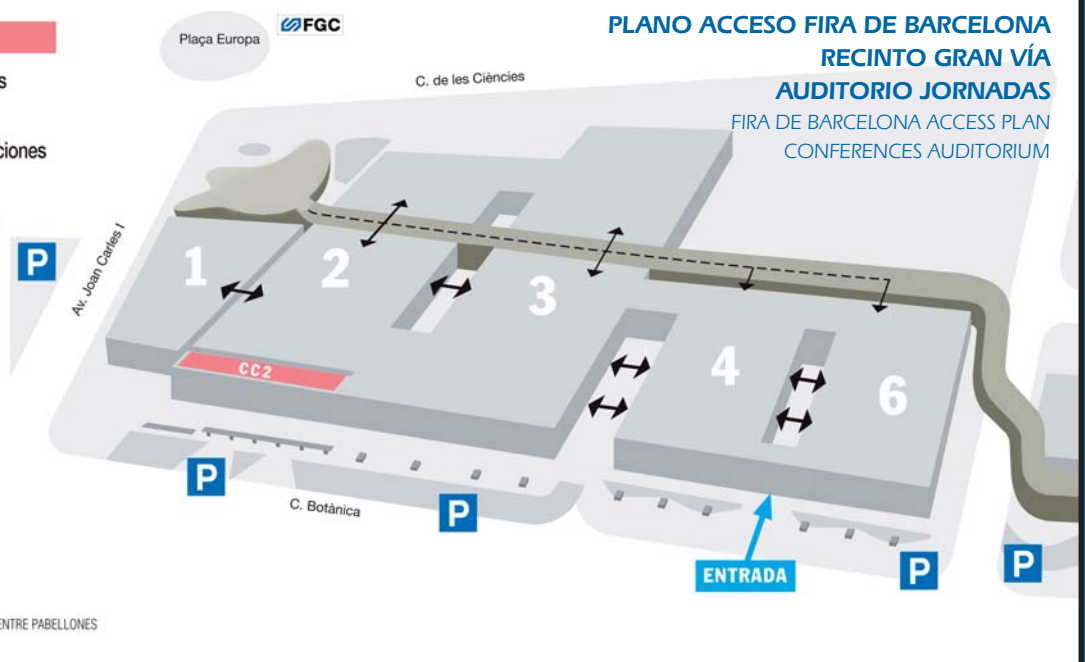 PLANO ACCESO FIRA DE BARCELONA
RECINTO GRAN VÍA
AUDITORIO JORNADAS
FIRA DE BARCELONA ACCESS PLAN
CONFERENCES AUDITORIUM
FGC
Plaça Europa
C. de les Ciències
s
ciones
P
Av. Joan Carles I
1
2
3
4
6
CC2
P
C. Botànica
P
ENTRADA
P
P
ENTRE PABELLONES